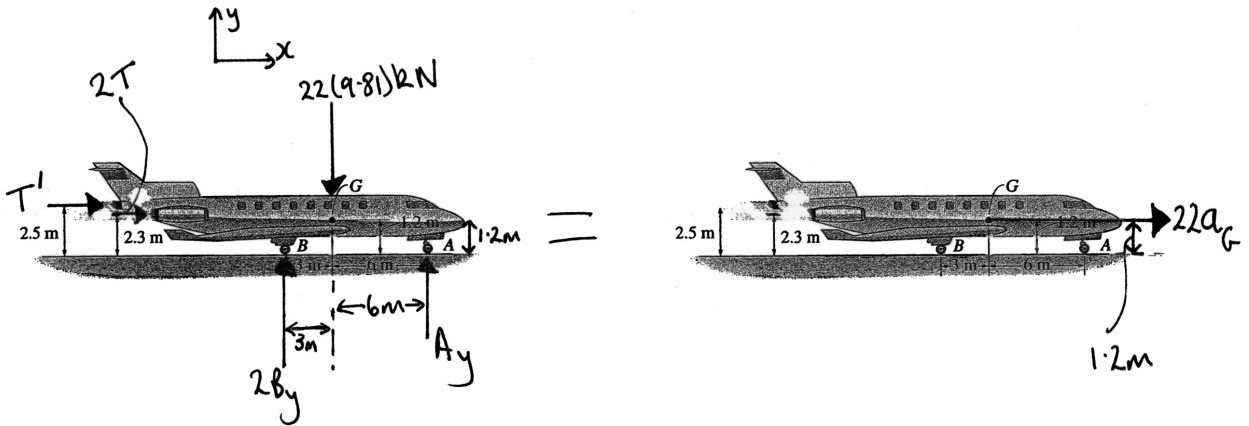 y
x
2T
22(9.81)kN
T'
G
1.2 m
2.5 m
2.3 m
B
A
1.2m
3 m
6 m
6m
3m
2By
Ay
=
G
1.2 m
22aG
2.5 m
2.3 m
B
A
3 m
6 m
1.2m